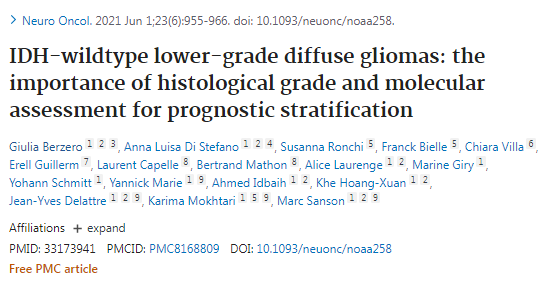 > Neuro Oncol. 2021 Jun 1;23(6):955-966. doi: 10.1093/neuonc/noaa258.
IDH-wildtype lower-grade diffuse gliomas: the
importance of histological grade and molecular
assessment for prognostic stratification
Giulia Berzero 1 2 3, Anna Luisa Di Stefano 1 2 4, Susanna Ronchi 5, Franck Bielle 5, Chiara Villa 6,
Erell Guillerm 7, Laurent Capelle 8, Bertrand Mathon 8, Alice Laurenge 1 2, Marine Giry 1,
Yohann Schmitt 1, Yannick Marie 1 9, Ahmed Idbaih 1 2, Khe Hoang-Xuan 1 2,
Jean-Yves Delattre 1 2 9, Karima Mokhtari 1 5 9, Marc Sanson 1 2 9
Affiliations + expand
PMID: 33173941 PMCID: PMC8168809 DOI: 10.1093/neuonc/noaa258
Free PMC article